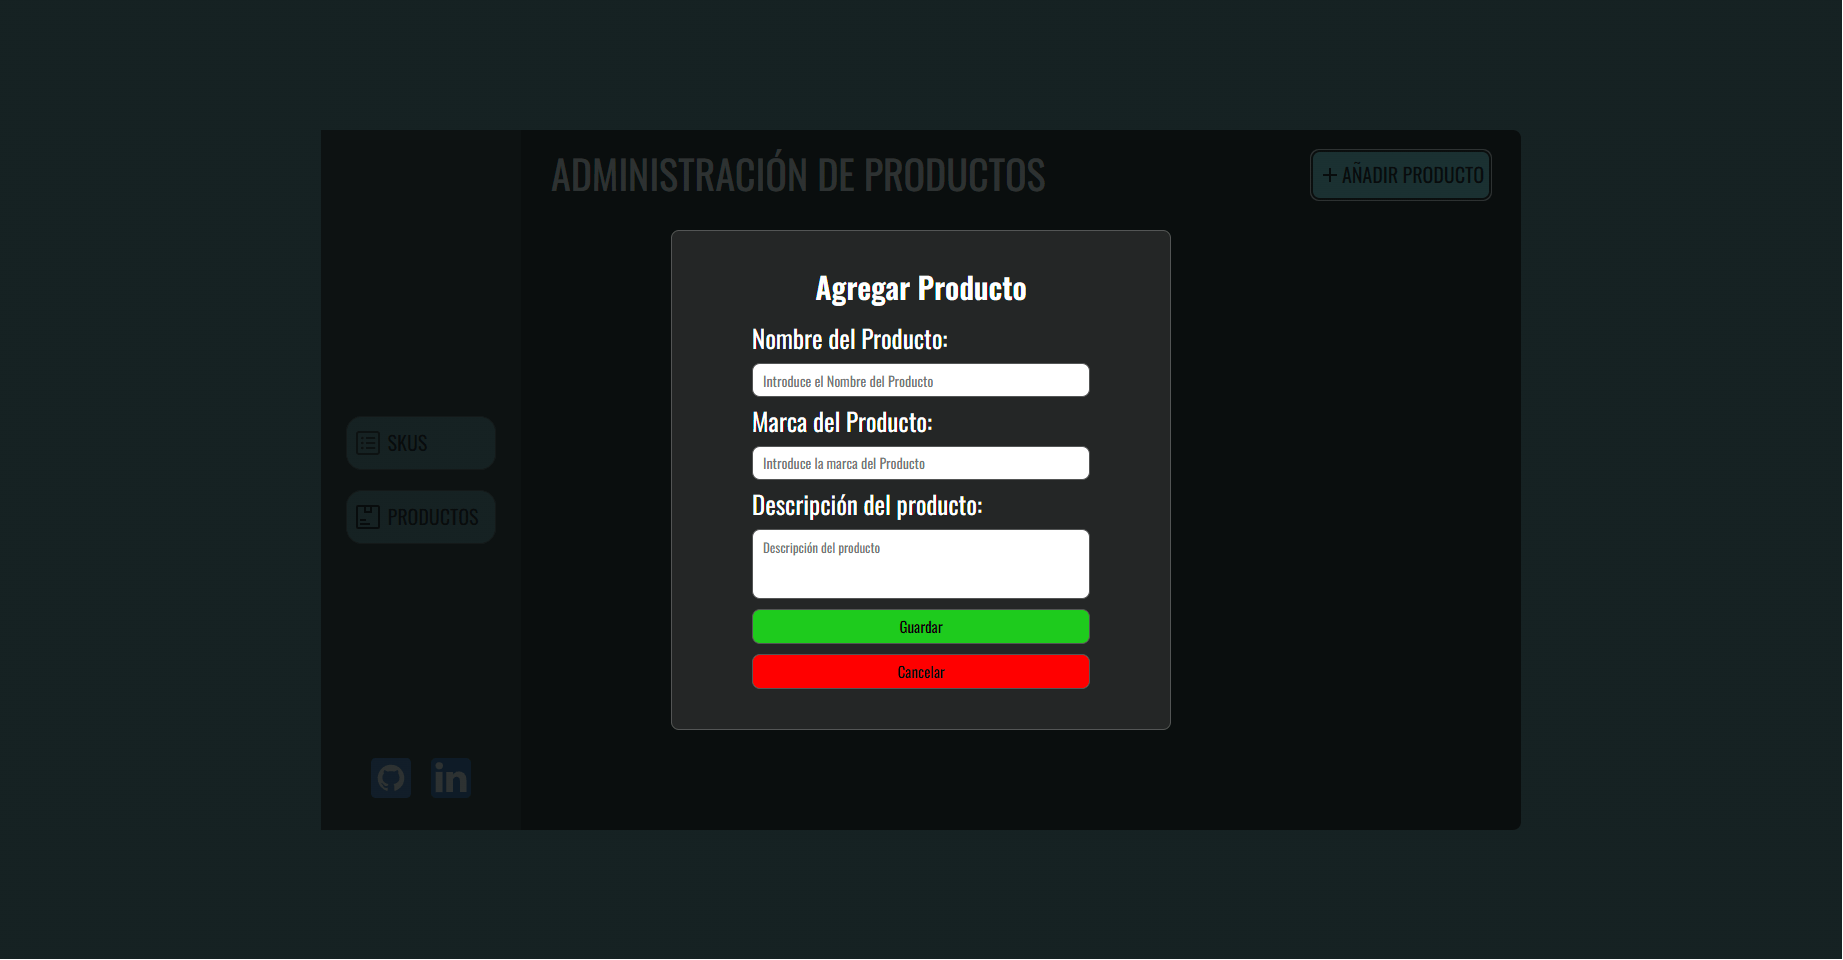 ADMINISTRACIÓN DE PRODUCTOS
+ AÑADIR PRODUCTO
Agregar Producto
Nombre del Producto:
Introduce el Nombre del Producto
Marca del Producto:
Introduce la marca del Producto
Descripción del producto:
Descripción del producto
Guardar
Cancelar
SKUS
PRODUCTOS
in